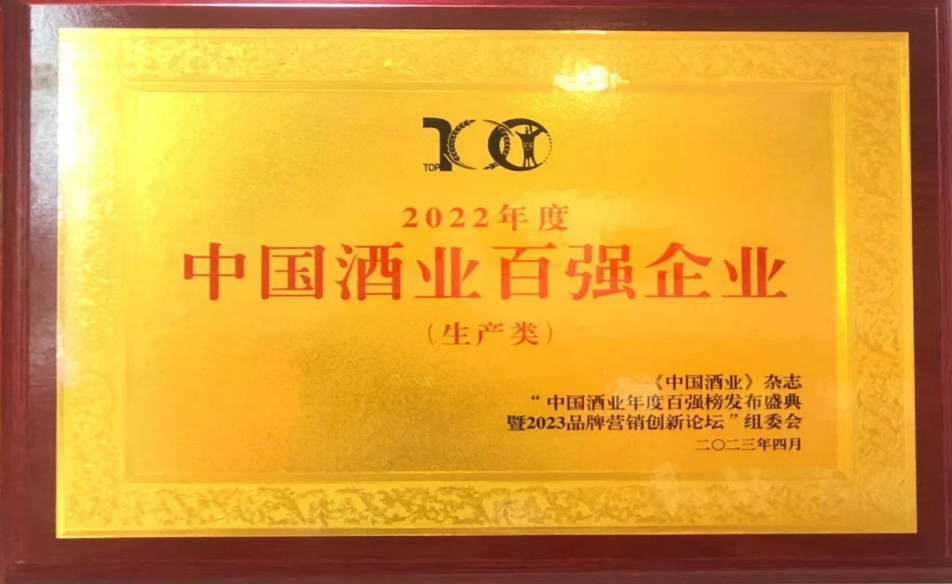 TOP100
2022年度
中国酒业百强企业
（生产类）
《中国酒业》杂志
“中国酒业年度百强榜发布盛典
暨2023品牌营销创新论坛”组委会
二〇二三年四月